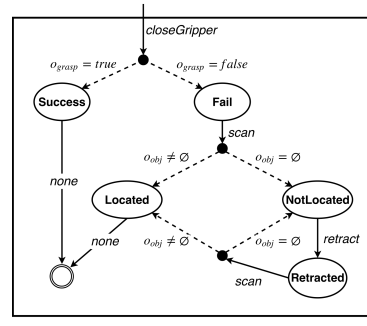 closeGripper
o_grasp = true
o_grasp = false
Success
Fail
scan
o_obj ≠ ∅
o_obj = ∅
none
Located
NotLocated
none
o_obj ≠ ∅
o_obj = ∅
retract
scan
Retracted